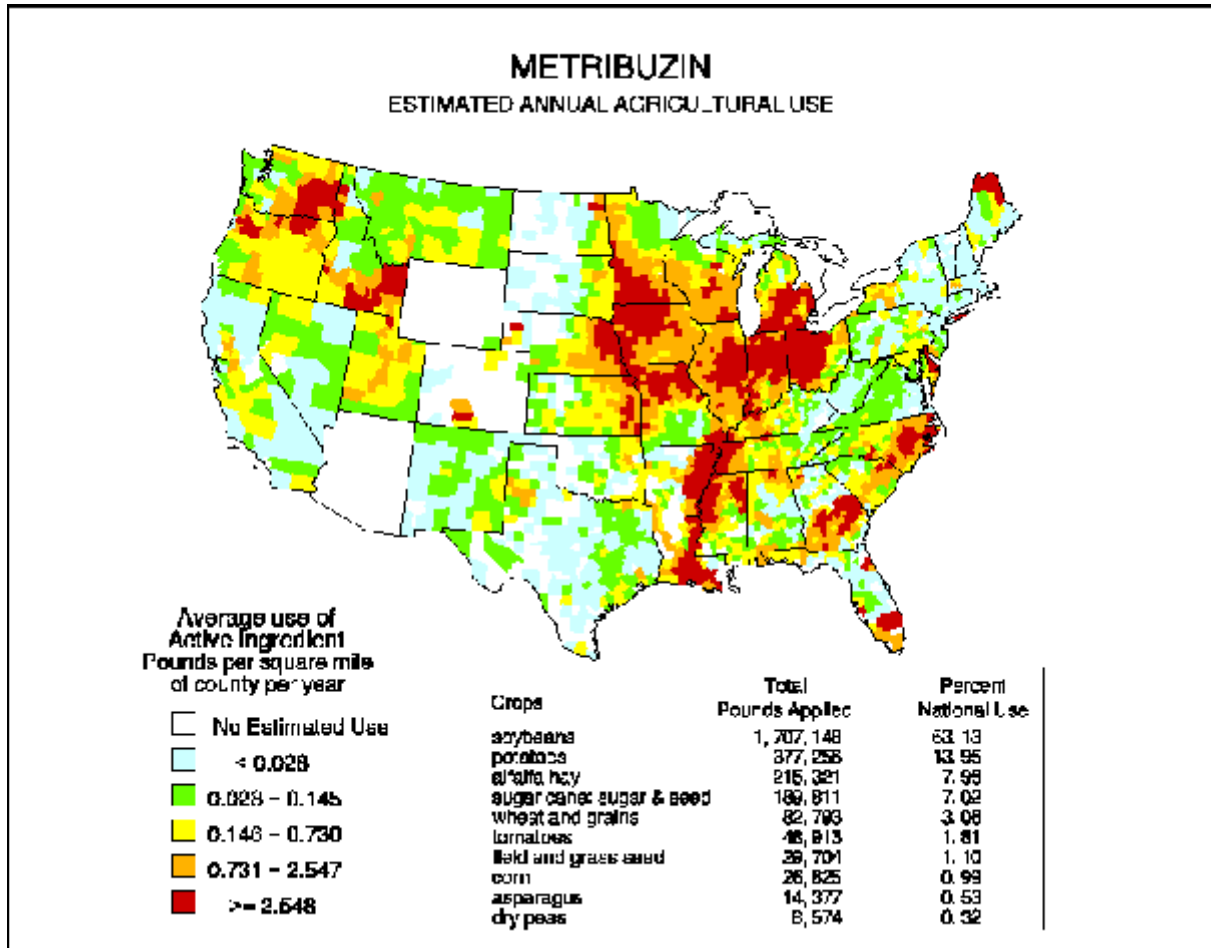 METRIBUZIN
ESTIMATED ANNUAL AGRICULTURAL USE
Average use of
Active Ingredient
Pounds per square mile
of county per year
No Estimated Use
< 0.028
0.028 - 0.145
0.146 - 0.730
0.731 - 2.547
>= 2.548
Crops Total Pounds Applied Percent National Use
soybeans 1,707,148 63.13
potatoes 377,256 13.95
alfalfa hay 215,321 7.96
sugar cane: sugar & seed 189,811 7.02
wheat and grains 82,793 3.06
tomatoes 48,913 1.81
field and grass seed 29,704 1.10
corn 26,825 0.99
asparagus 14,377 0.53
dry peas 8,574 0.32